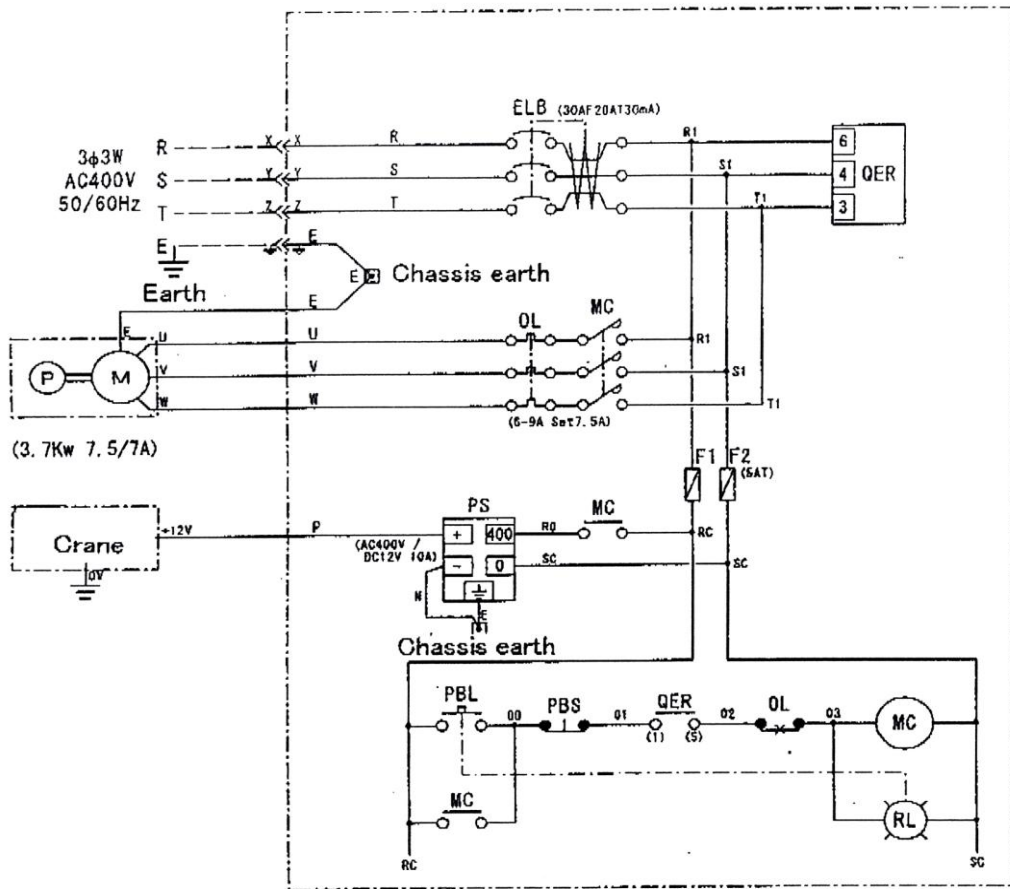 ELB (30AF20AT30mA)
3φ3W
AC400V
50/60Hz
R X X R R1 6
S Y Y S S1 4 QER
T Z Z T T1 3
E E
E Chassis earth
Earth E
E U U OL MC R1
P M V V S1
W W T1
(6-9A Set7.5A)
(3.7Kw 7.5/7A)
F1 F2
(5AT)
PS MC
Crane +12V P + 400 R0 RC
(AC400V/
DC12V 10A)
- 0 SC SC
0V
N E
Chassis earth
PBL 00 PBS 01 QER 02 OL 03 MC
(1) (5)
MC RL
RC SC